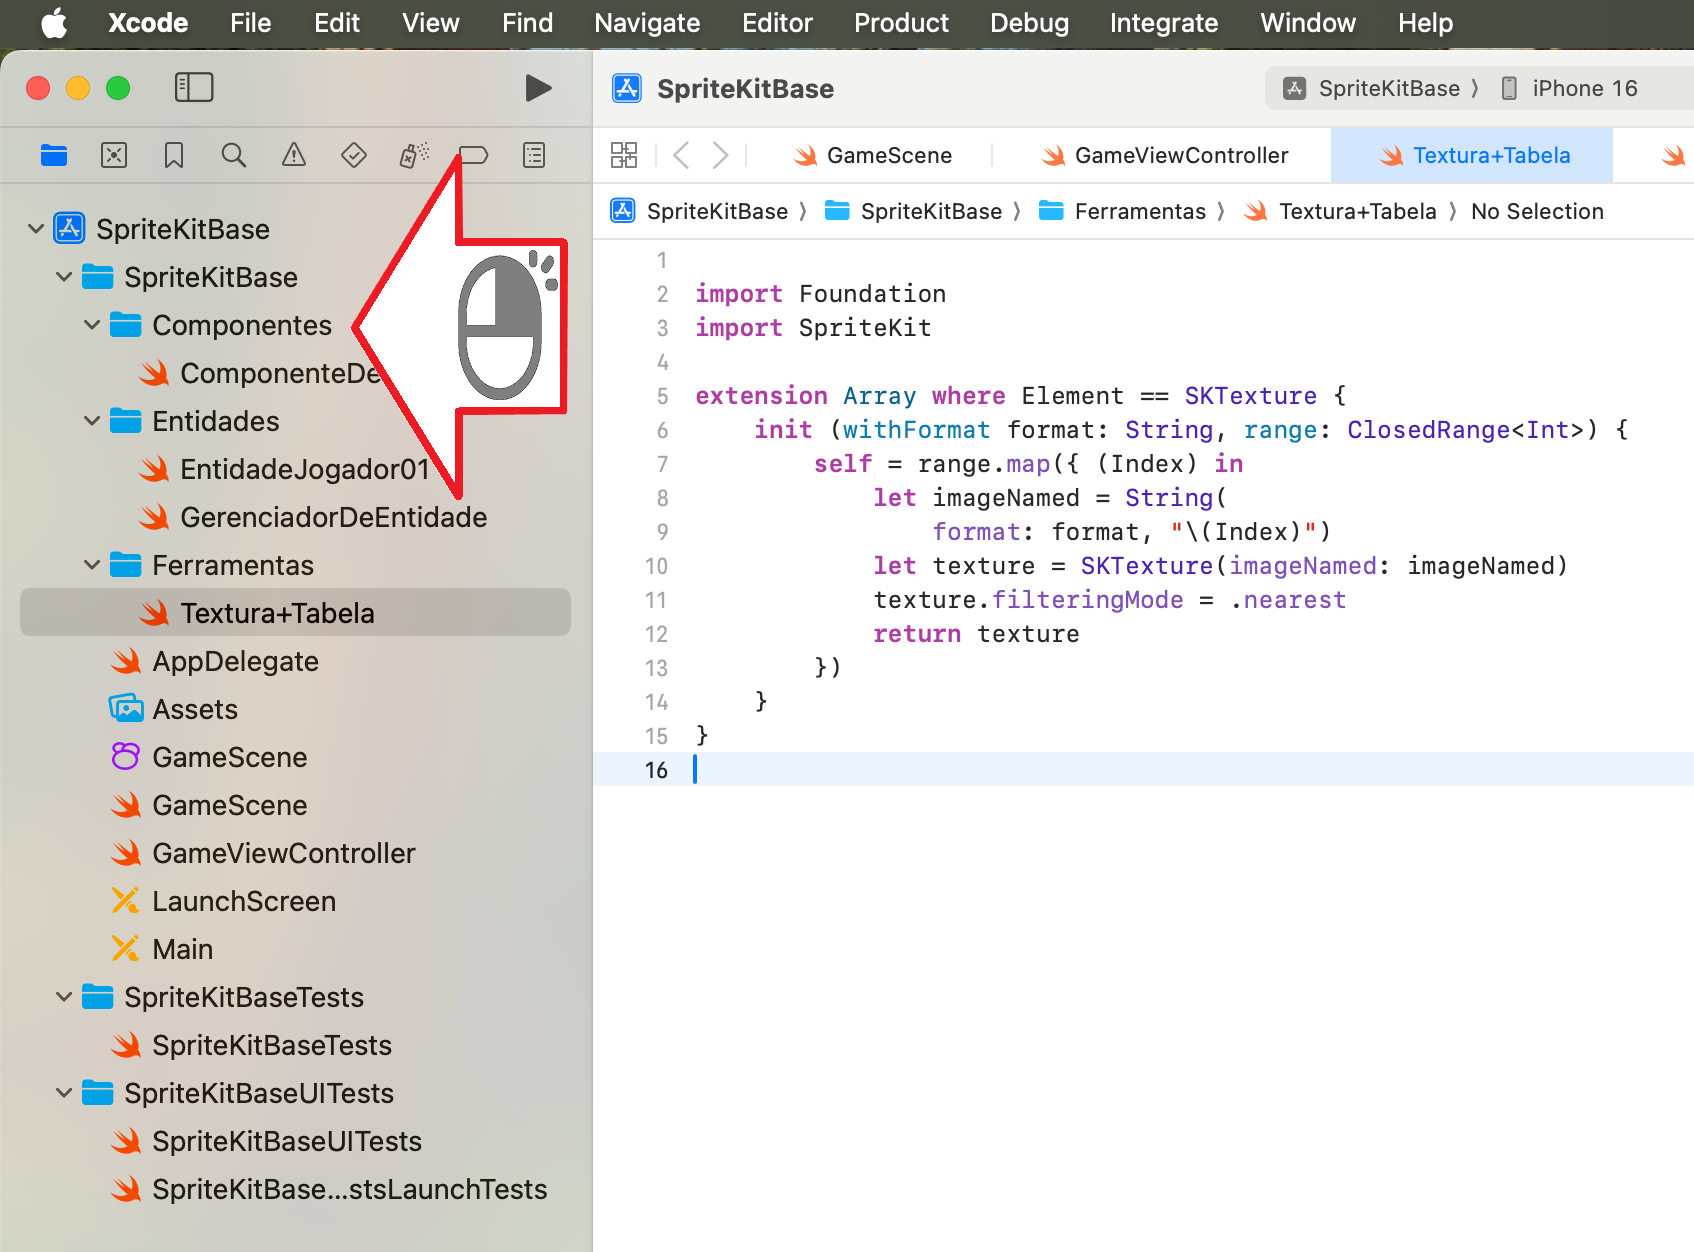 Xcode File Edit View Find Navigate Editor Product Debug Integrate Window Help
SpriteKitBase
SpriteKitBase 〉 iPhone 16
GameScene
GameViewController
Textura+Tabela
SpriteKitBase 〉 SpriteKitBase 〉 Ferramentas 〉 Textura+Tabela 〉 No Selection
SpriteKitBase
SpriteKitBase
Componentes
ComponenteDe
Entidades
EntidadeJogador01
GerenciadorDeEntidade
Ferramentas
Textura+Tabela
AppDelegate
Assets
GameScene
GameScene
GameViewController
LaunchScreen
Main
SpriteKitBaseTests
SpriteKitBaseTests
SpriteKitBaseUITests
SpriteKitBaseUITests
SpriteKitBase...stsLaunchTests
1
2 import Foundation
3 import SpriteKit
4
5 extension Array where Element == SKTexture {
6 init (withFormat format: String, range: ClosedRange<Int>) {
7 self = range.map({ (Index) in
8 let imageNamed = String(
9 format: format, "\(Index)")
10 let texture = SKTexture(imageNamed: imageNamed)
11 texture.filteringMode = .nearest
12 return texture
13 })
14 }
15 }
16